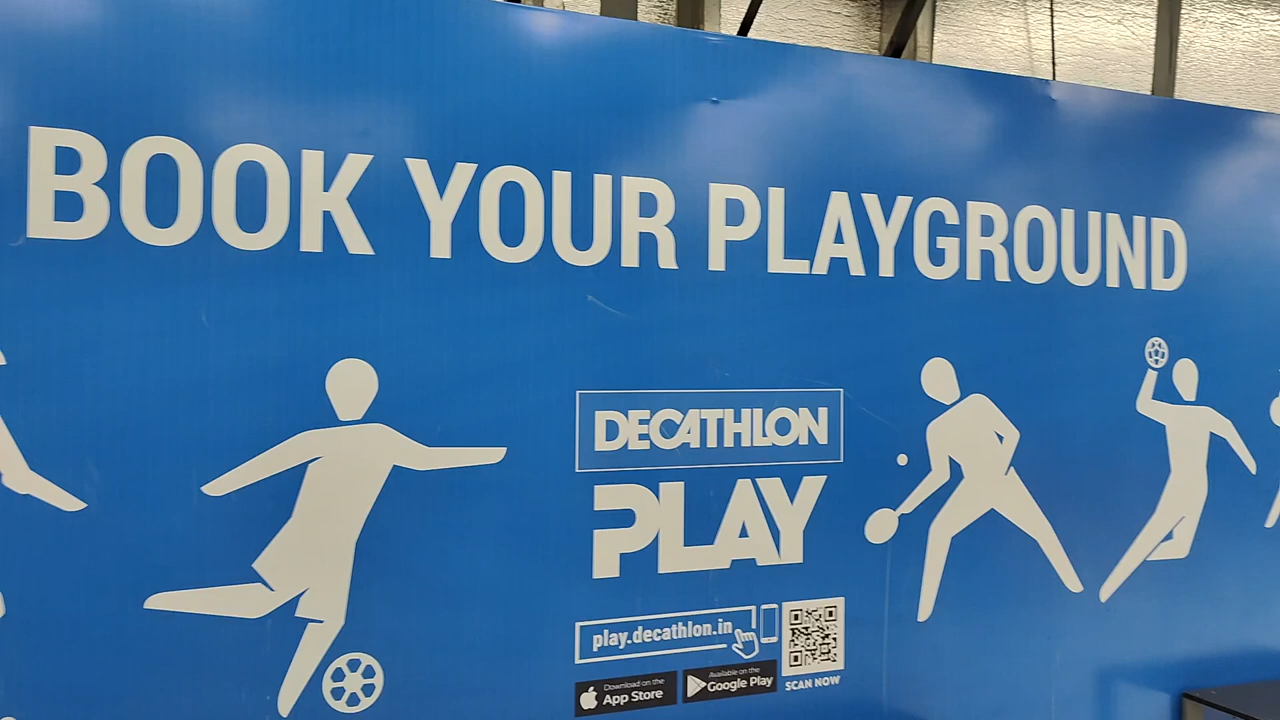 BOOK YOUR PLAYGROUND
DECATHLON
PLAY
play.decathlon.in
Download on the
App Store
Available on the
Google Play
SCAN NOW